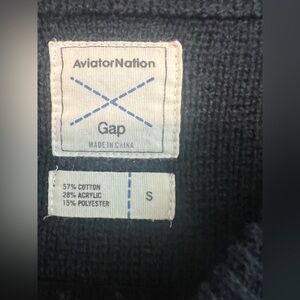 AviatorNation
Gap
MADE IN CHINA
57% COTTON
28% ACRYLIC
15% POLYESTER
S